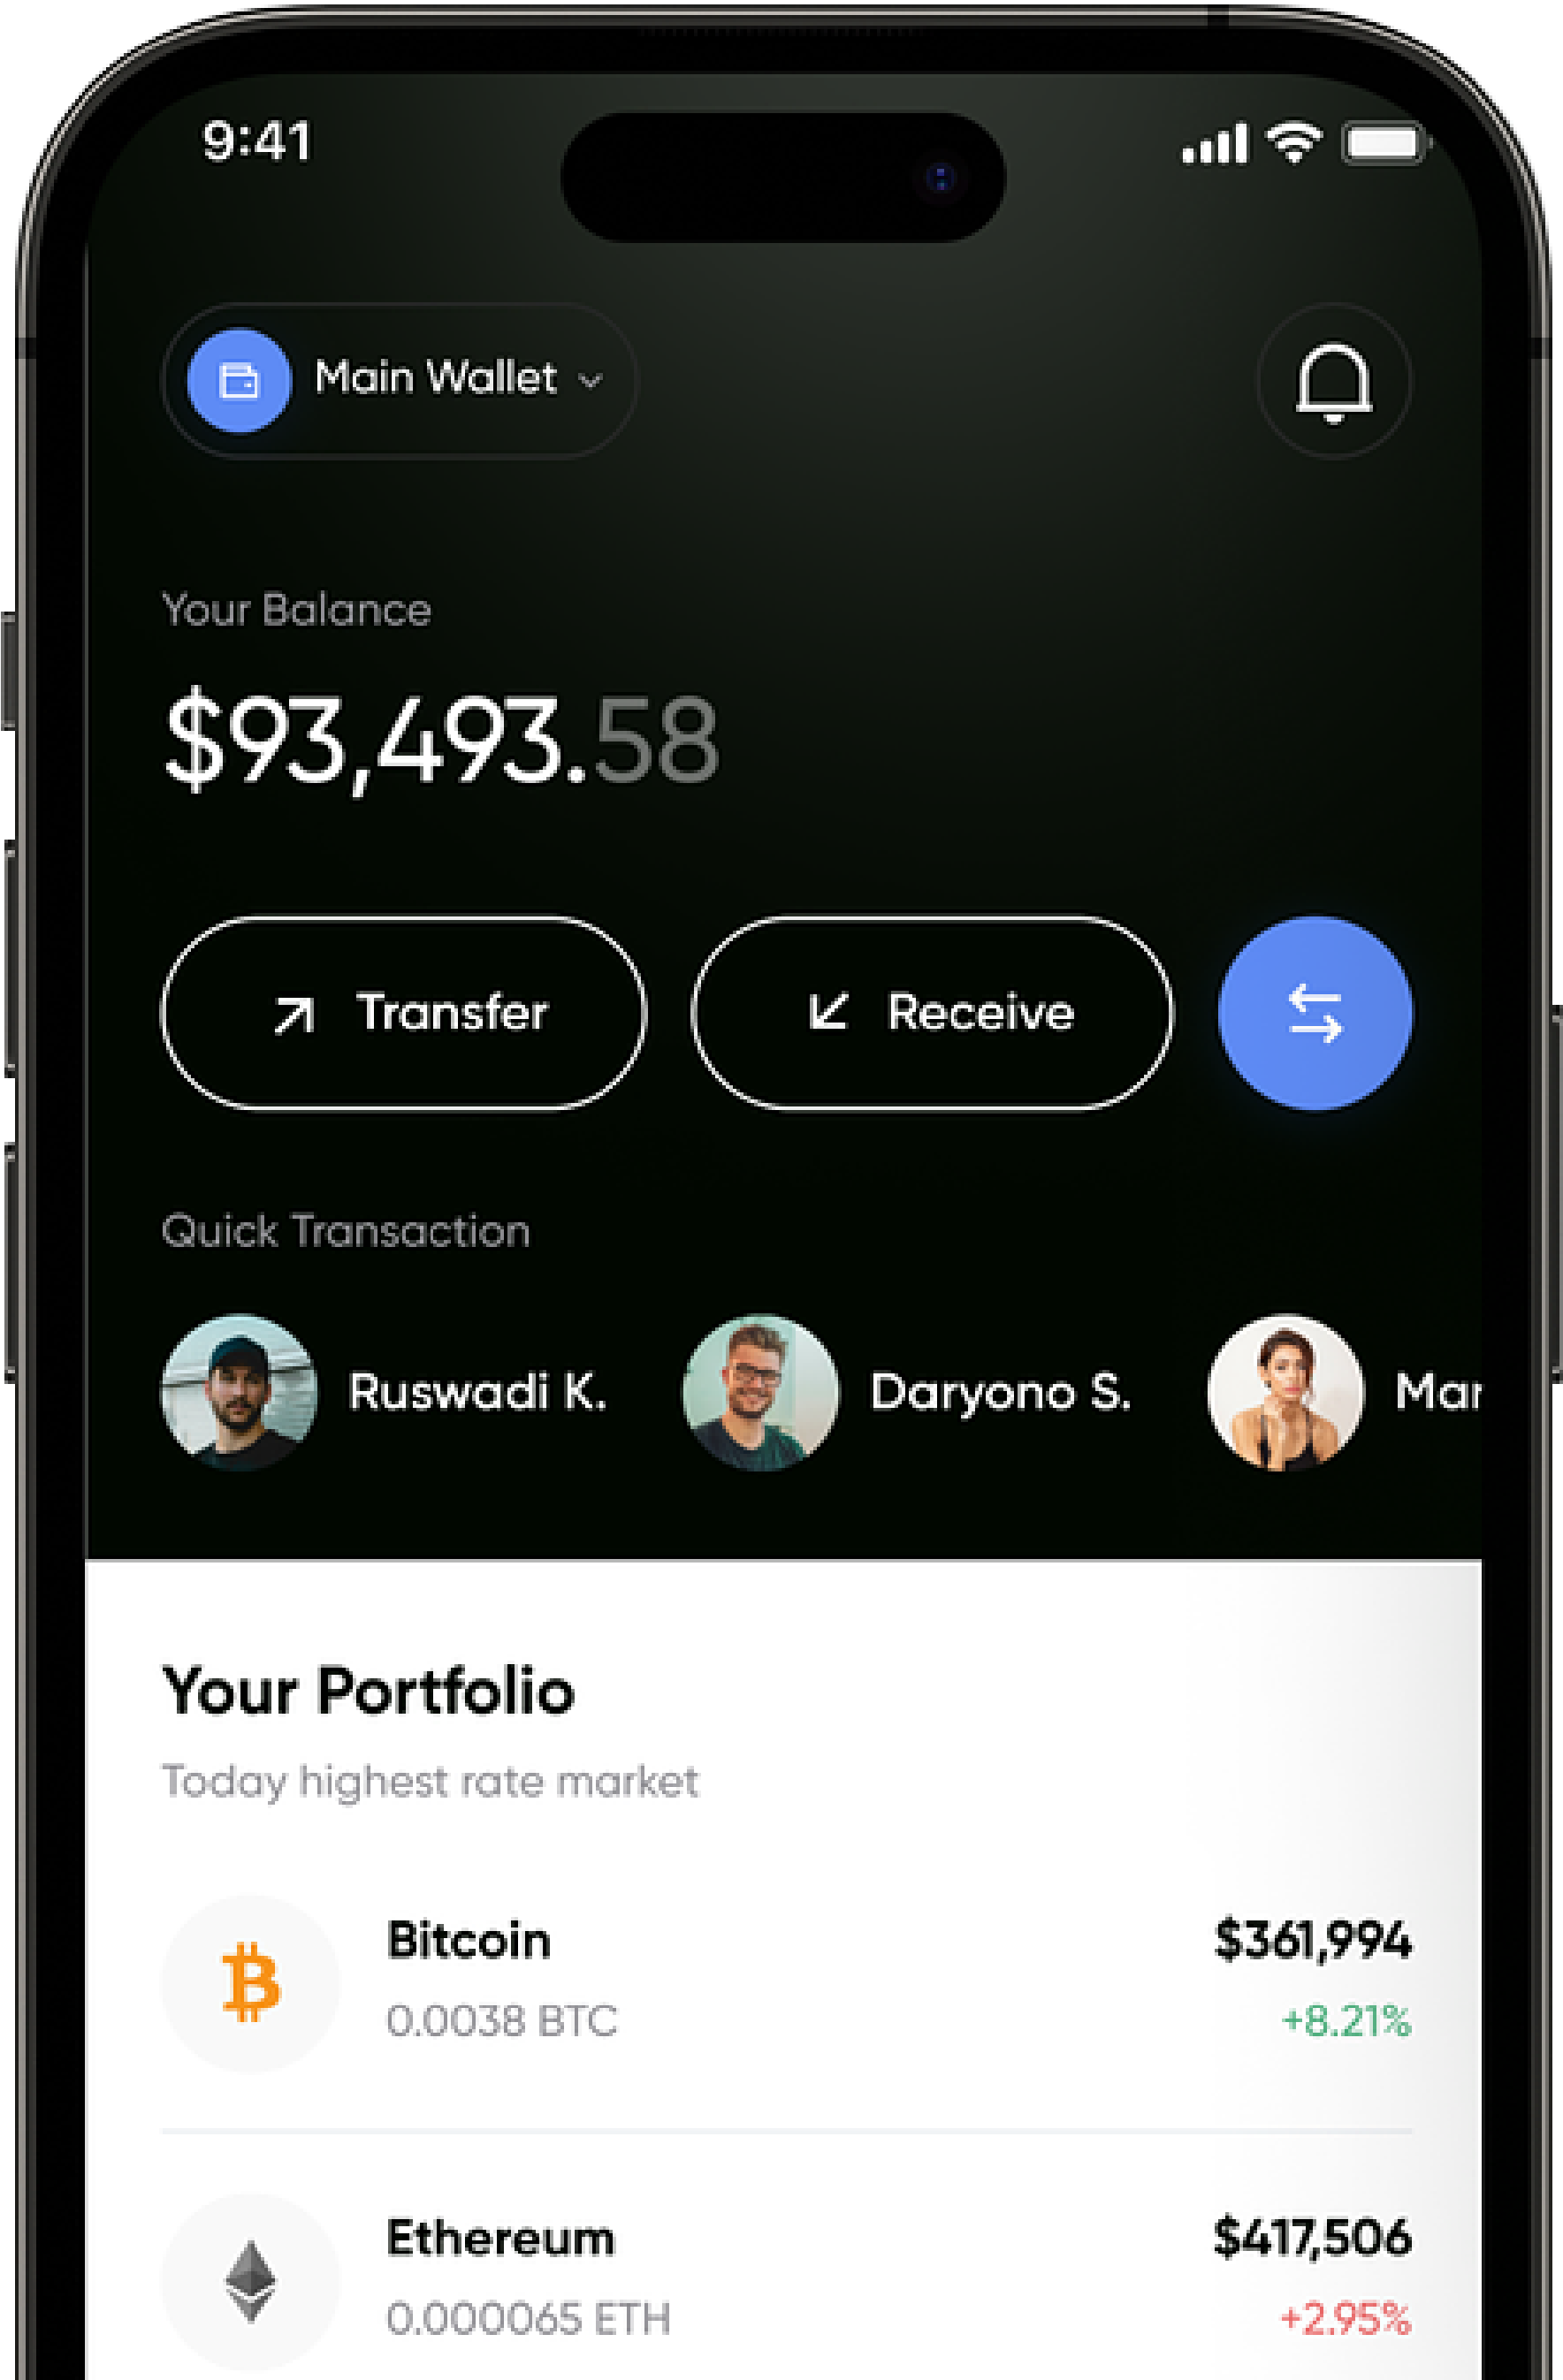 9:41
Main Wallet
Your Balance
$93,493.58
Transfer
Receive
Quick Transaction
Ruswadi K.
Daryono S.
Mar
Your Portfolio
Today highest rate market
Bitcoin
$361,994
0.0038 BTC
+8.21%
Ethereum
$417,506
0.000065 ETH
+2.95%